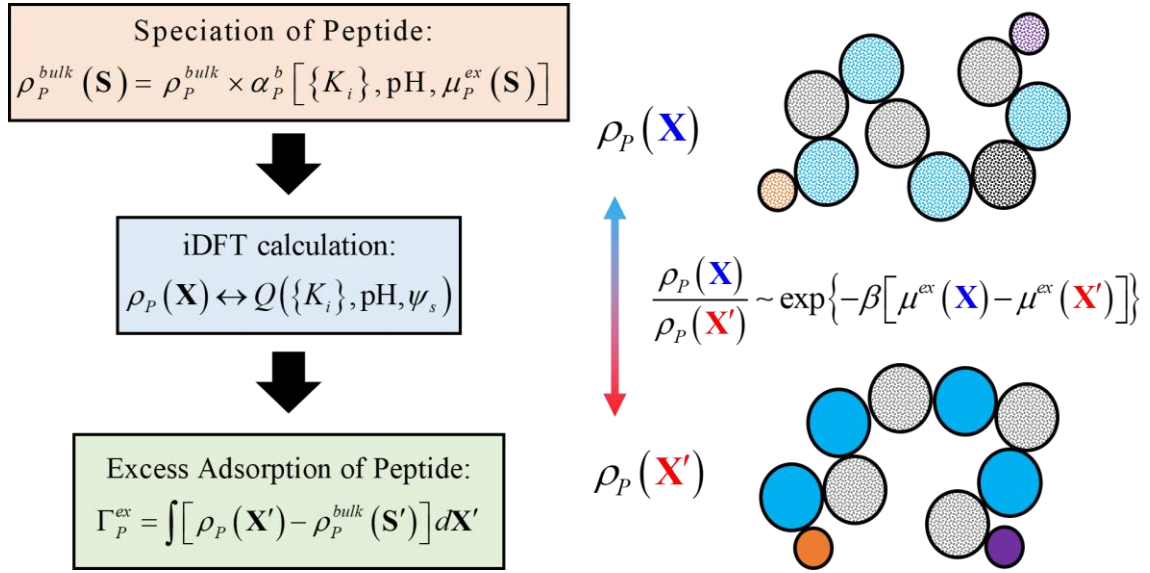 Speciation of Peptide:
ρ_P^{bulk}(S) = ρ_P^{bulk} × α_P^b [{K_i}, pH, μ_P^{ex}(S)]
iDFT calculation:
ρ_P(X) ↔ Q({K_i}, pH, ψ_s)
Excess Adsorption of Peptide:
Γ_P^{ex} = ∫[ρ_P(X′) − ρ_P^{bulk}(S′)]dX′
ρ_P(X)
ρ_P(X)/ρ_P(X′) ~ exp{−β[μ^{ex}(X) − μ^{ex}(X′)]}
ρ_P(X′)